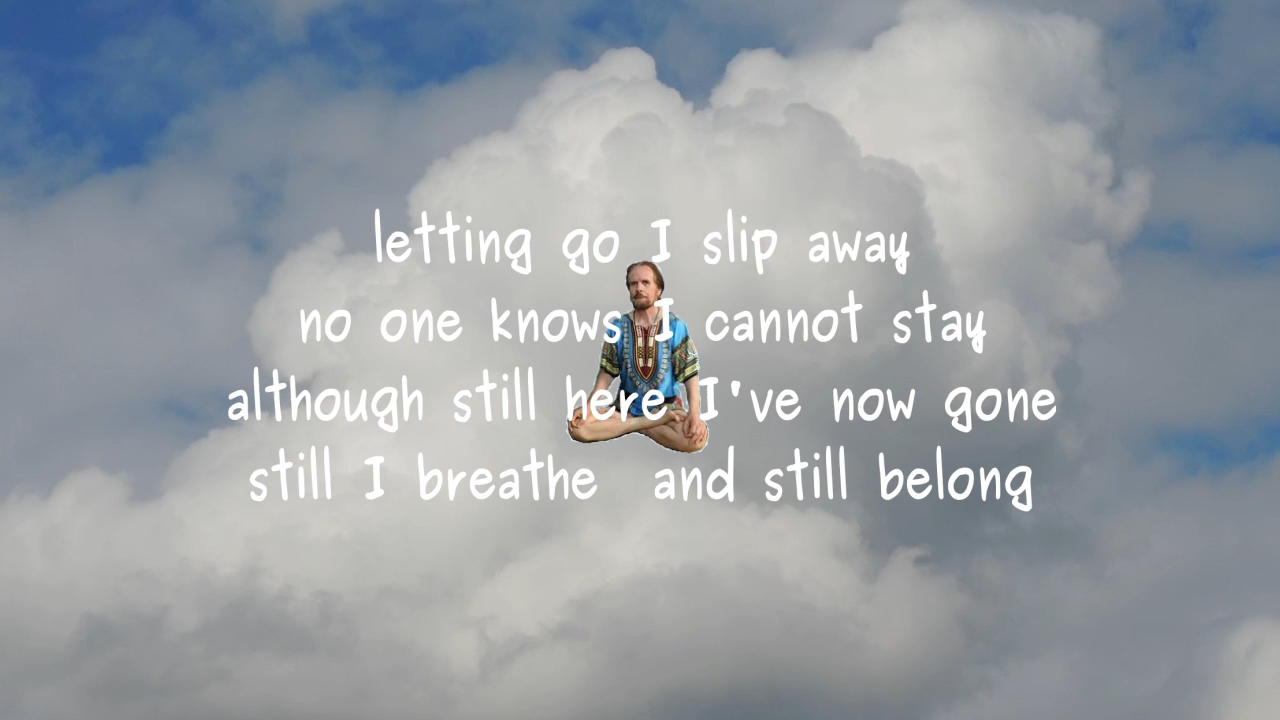 letting go I slip away
no one knows I cannot stay
although still here I've now gone
still I breathe  and still belong